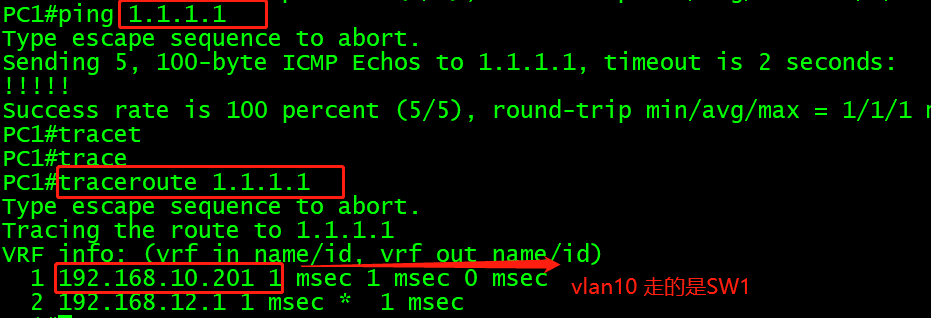 PC1#ping 1.1.1.1
Type escape sequence to abort.
Sending 5, 100-byte ICMP Echos to 1.1.1.1, timeout is 2 seconds:
!!!!!
Success rate is 100 percent (5/5), round-trip min/avg/max = 1/1/1
PC1#tracet
PC1#trace
PC1#traceroute 1.1.1.1
Type escape sequence to abort.
Tracing the route to 1.1.1.1
VRF info: (vrf in name/id, vrf out name/id)
1 192.168.10.201 1 msec 1 msec 0 msec
vlan10 走的是SW1
2 192.168.12.1 1 msec * 1 msec